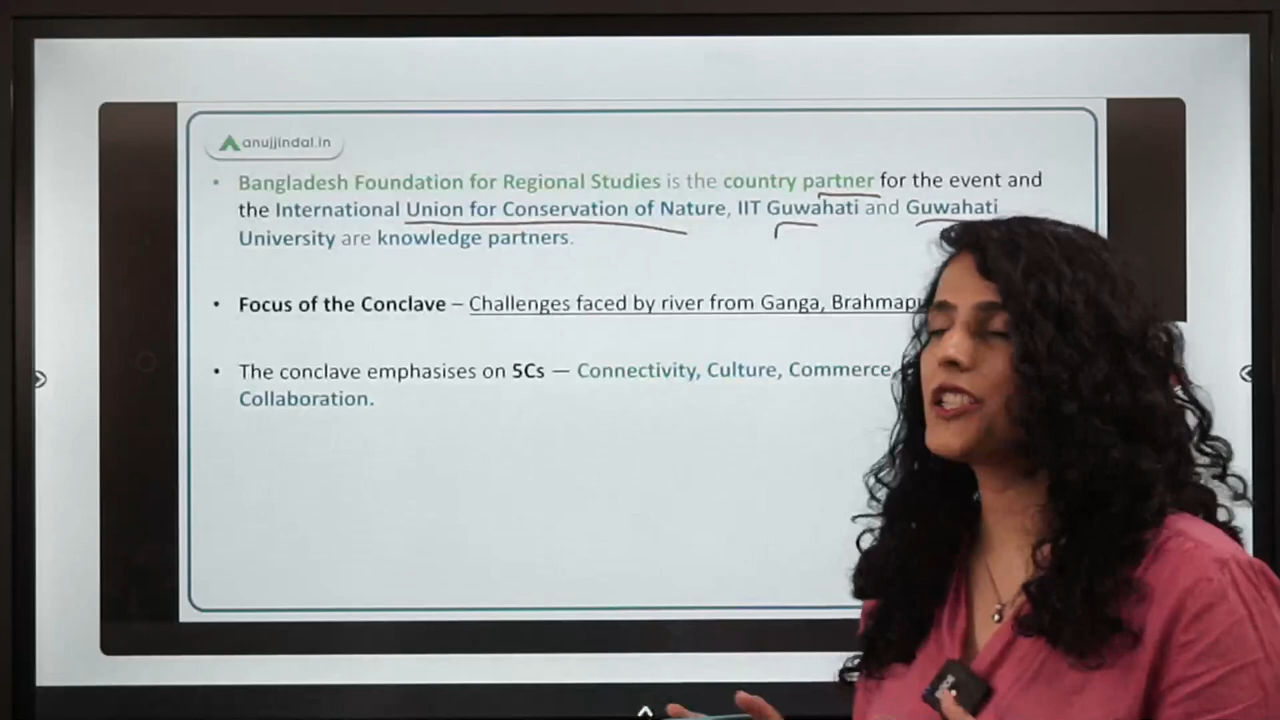 anujjindal.in
• Bangladesh Foundation for Regional Studies is the country partner for the event and
the International Union for Conservation of Nature, IIT Guwahati and Guwahati
University are knowledge partners.
• Focus of the Conclave – Challenges faced by river from Ganga,
• The conclave emphasises on 5Cs — Connectivity, Culture, Commerce,
Collaboration.